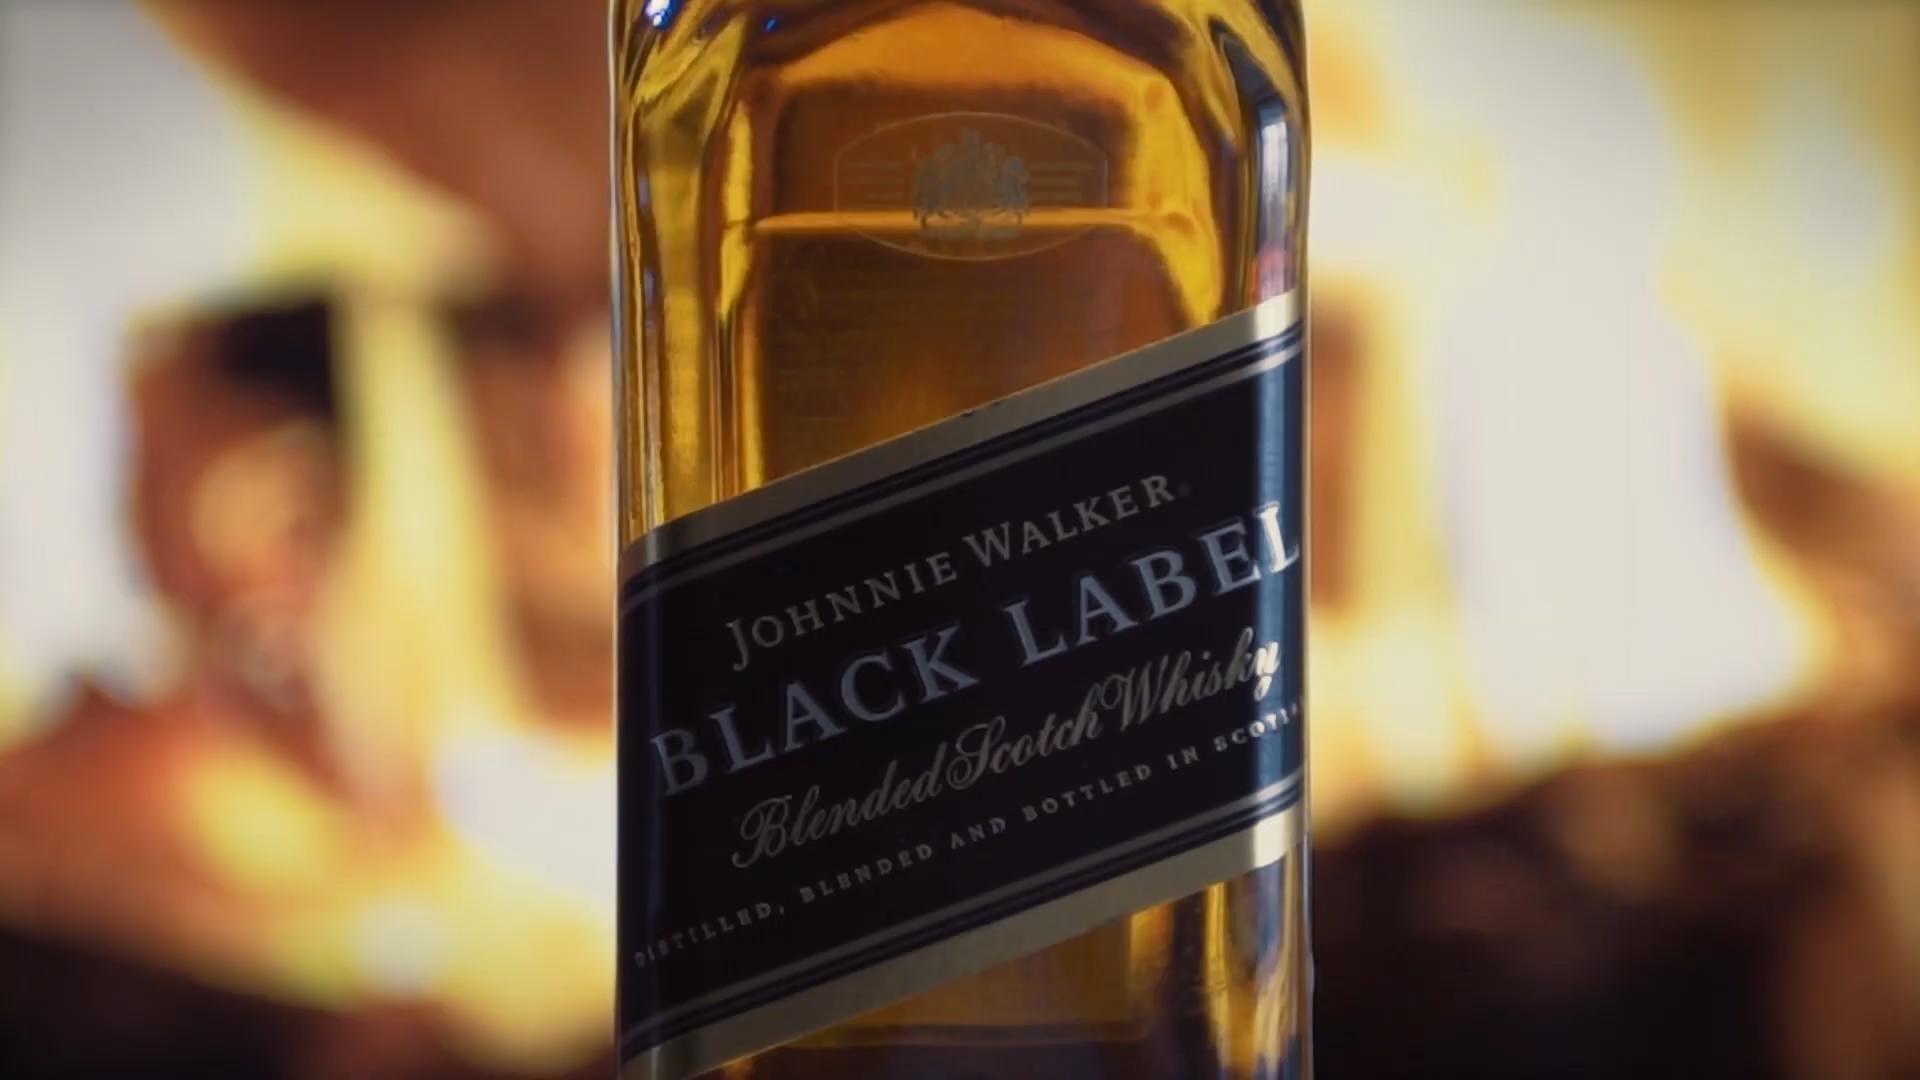 JOHNNIE WALKER
BLACK LABEL
Blended Scotch Whisky
DISTILLED, BLENDED AND BOTTLED IN